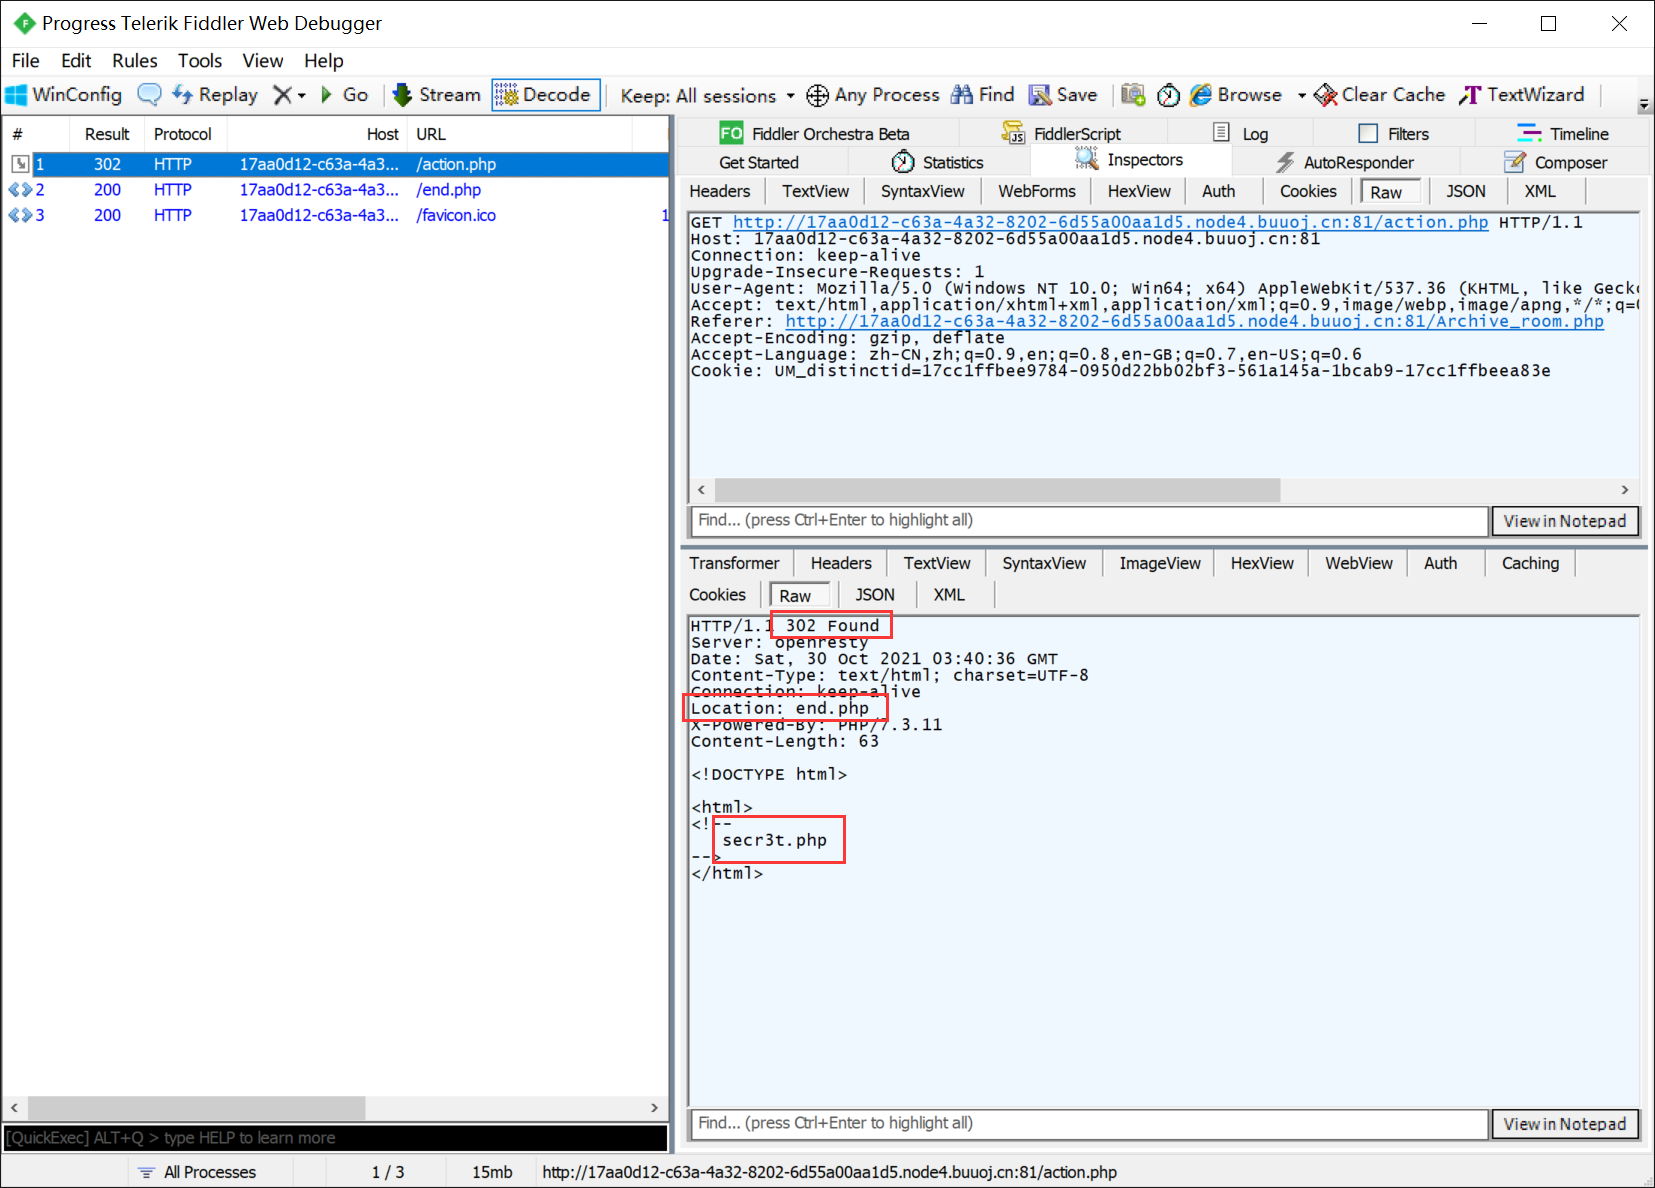 Progress Telerik Fiddler Web Debugger
File Edit Rules Tools View Help
WinConfig Replay Go Stream Decode Keep: All sessions Any Process Find Save Browse Clear Cache TextWizard
# Result Protocol Host URL
1 302 HTTP 17aa0d12-c63a-4a3... /action.php
2 200 HTTP 17aa0d12-c63a-4a3... /end.php
3 200 HTTP 17aa0d12-c63a-4a3... /favicon.ico 1
FO Fiddler Orchestra Beta FiddlerScript Log Filters Timeline
Get Started Statistics Inspectors AutoResponder Composer
Headers TextView SyntaxView WebForms HexView Auth Cookies Raw JSON XML
GET http://17aa0d12-c63a-4a32-8202-6d55a00aa1d5.node4.buuoj.cn:81/action.php HTTP/1.1
Host: 17aa0d12-c63a-4a32-8202-6d55a00aa1d5.node4.buuoj.cn:81
Connection: keep-alive
Upgrade-Insecure-Requests: 1
User-Agent: Mozilla/5.0 (Windows NT 10.0; Win64; x64) AppleWebKit/537.36 (KHTML, like Gecko
Accept: text/html,application/xhtml+xml,application/xml;q=0.9,image/webp,image/apng,*/*;q=0
Referer: http://17aa0d12-c63a-4a32-8202-6d55a00aa1d5.node4.buuoj.cn:81/Archive_room.php
Accept-Encoding: gzip, deflate
Accept-Language: zh-CN,zh;q=0.9,en;q=0.8,en-GB;q=0.7,en-US;q=0.6
Cookie: UM_distinctid=17cc1ffbee9784-0950d22bb02bf3-561a145a-1bcab9-17cc1ffbeea83e
Find... (press Ctrl+Enter to highlight all) View in Notepad
Transformer Headers TextView SyntaxView ImageView HexView WebView Auth Caching
Cookies Raw JSON XML
HTTP/1.1 302 Found
Server: openresty
Date: Sat, 30 Oct 2021 03:40:36 GMT
Content-Type: text/html; charset=UTF-8
Connection: keep-alive
Location: end.php
X-Powered-By: PHP/7.3.11
Content-Length: 63
<!DOCTYPE html>
<html>
<!--
secr3t.php
-->
</html>
Find... (press Ctrl+Enter to highlight all) View in Notepad
[QuickExec] ALT+Q > type HELP to learn more
All Processes 1 / 3 15mb http://17aa0d12-c63a-4a32-8202-6d55a00aa1d5.node4.buuoj.cn:81/action.php